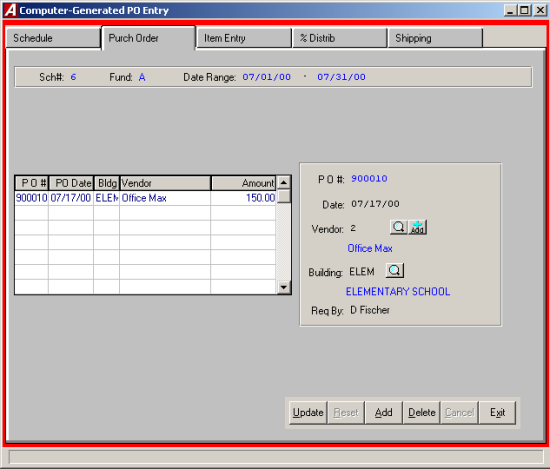 Computer-Generated PO Entry
Schedule Purch Order Item Entry % Distrib Shipping
Sch#: 6 Fund: A Date Range: 07/01/00 - 07/31/00
P O # PO Date Bldg Vendor Amount
900010 07/17/00 ELEM Office Max 150.00
P O #: 900010
Date: 07/17/00
Vendor: 2 Add
Office Max
Building: ELEM
ELEMENTARY SCHOOL
Req By: D Fischer
Update Reset Add Delete Cancel Exit